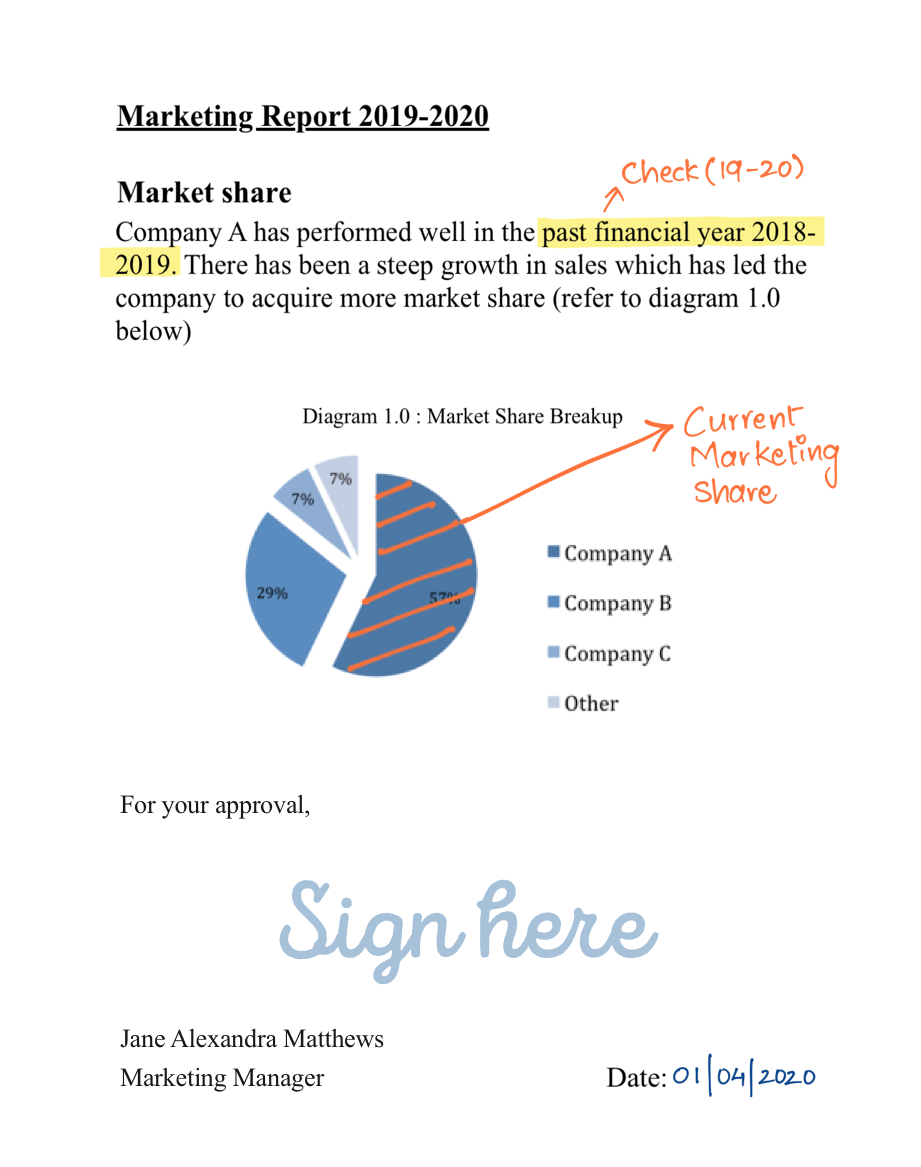 Marketing Report 2019-2020
Check (19-20)
Market share
Company A has performed well in the past financial year 2018-
2019. There has been a steep growth in sales which has led the
company to acquire more market share (refer to diagram 1.0
below)
Diagram 1.0 : Market Share Breakup
Current
Marketing
Share
7%
7%
29%
57%
Company A
Company B
Company C
Other
For your approval,
Sign here
Jane Alexandra Matthews
Marketing Manager
Date: 01/04/2020